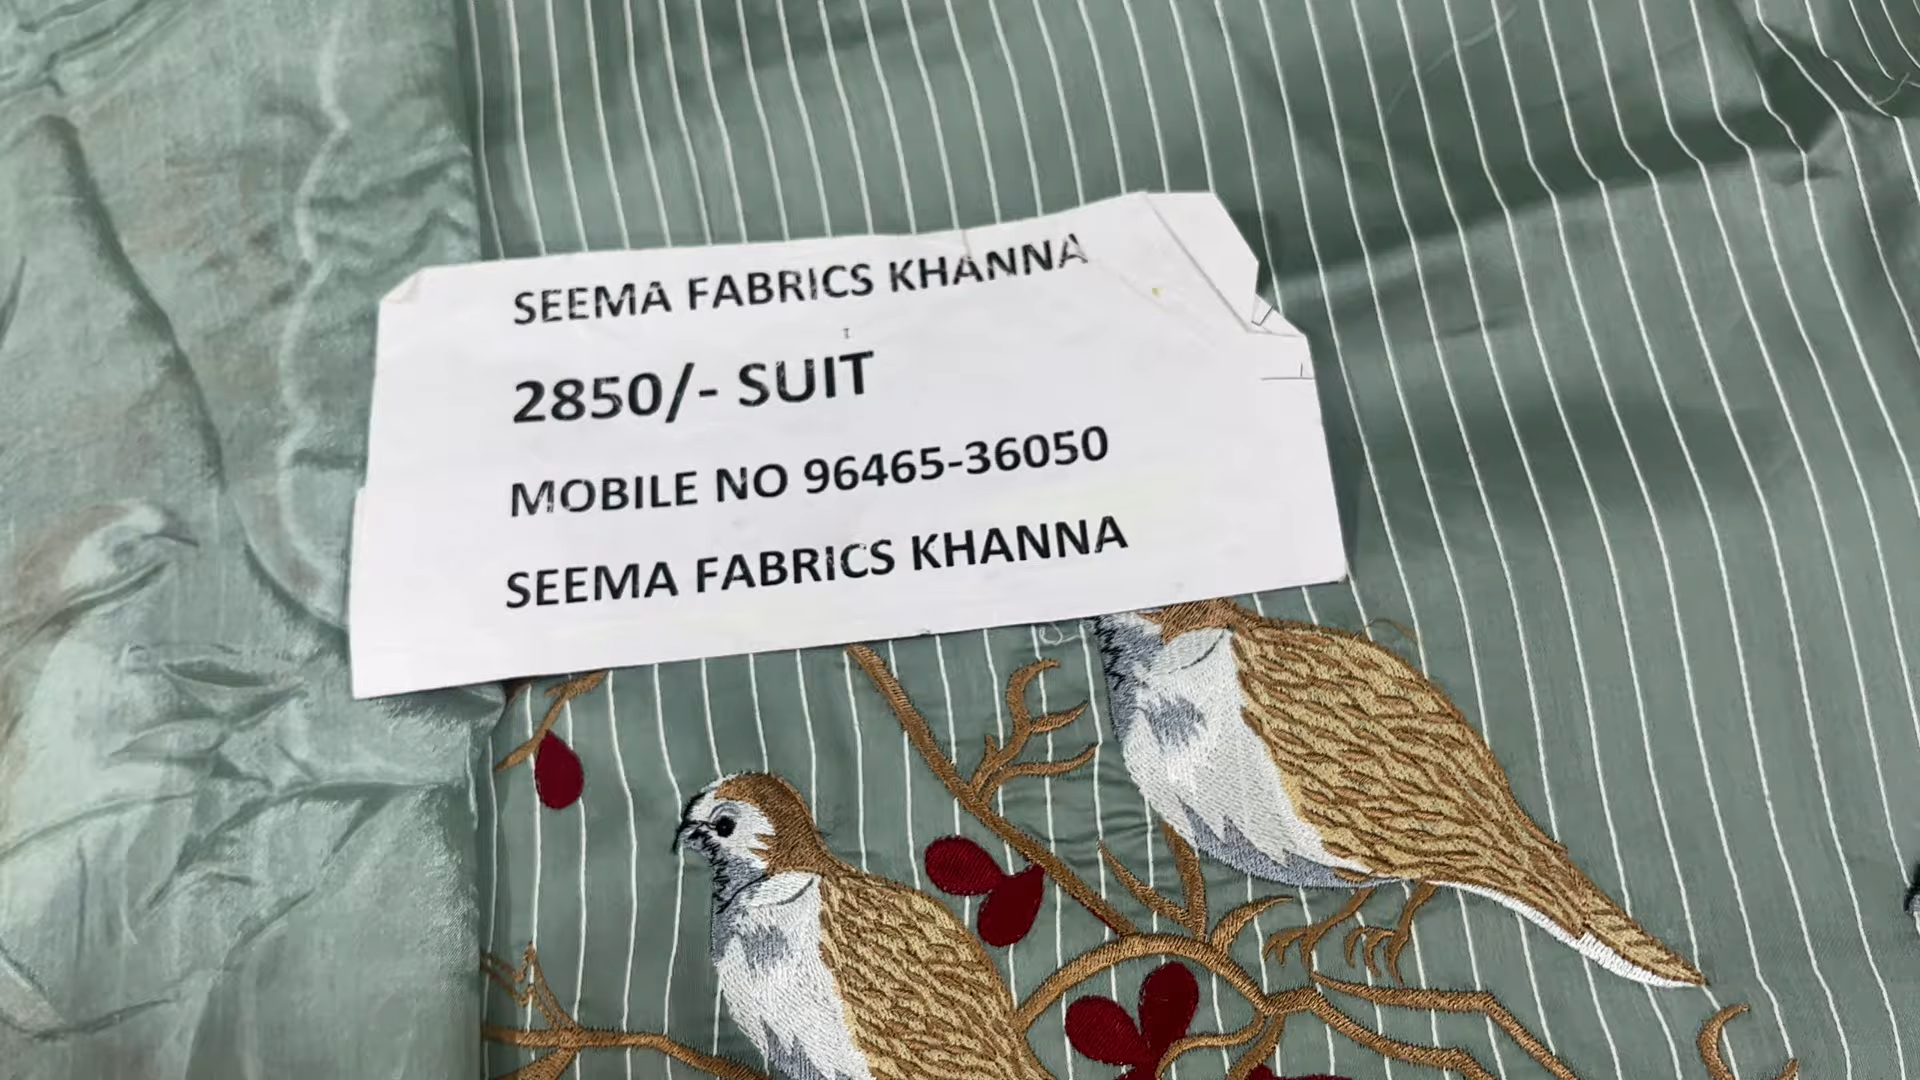 SEEMA FABRICS KHANNA
2850/- SUIT
MOBILE NO 96465-36050
SEEMA FABRICS KHANNA